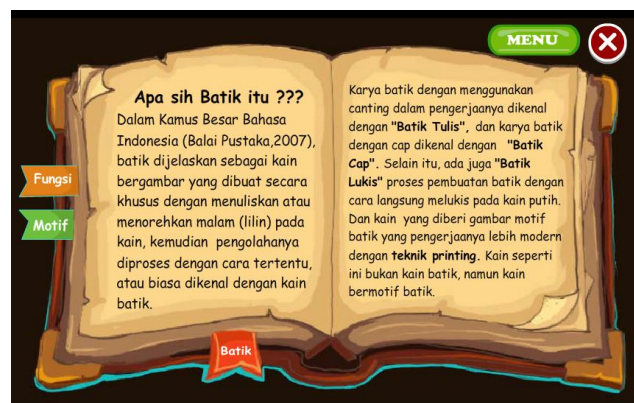 MENU
Apa sih Batik itu ???
Dalam Kamus Besar Bahasa
Indonesia (Balai Pustaka,2007),
batik dijelaskan sebagai kain
bergambar yang dibuat secara
khusus dengan menuliskan atau
menorehkan malam (lilin) pada
kain, kemudian pengolahanya
diproses dengan cara tertentu,
atau biasa dikenal dengan kain
batik.
Karya batik dengan menggunakan
canting dalam pengerjaanya dikenal
dengan "Batik Tulis", dan karya batik
dengan cap dikenal dengan "Batik
Cap". Selain itu, ada juga "Batik
Lukis" proses pembuatan batik dengan
cara langsung melukis pada kain putih.
Dan kain yang diberi gambar motif
batik yang pengerjaanya lebih modern
dengan teknik printing. Kain seperti
ini bukan kain batik, namun kain
bermotif batik.
Fungsi
Motif
Batik